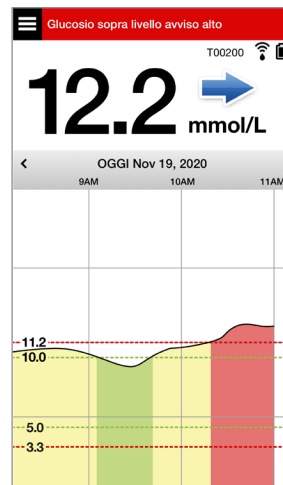 Glucosio sopra livello avviso alto
T00200
12.2
mmol/L
OGGI Nov 19, 2020
9AM 10AM 11AM
11.2
10.0
5.0
3.3